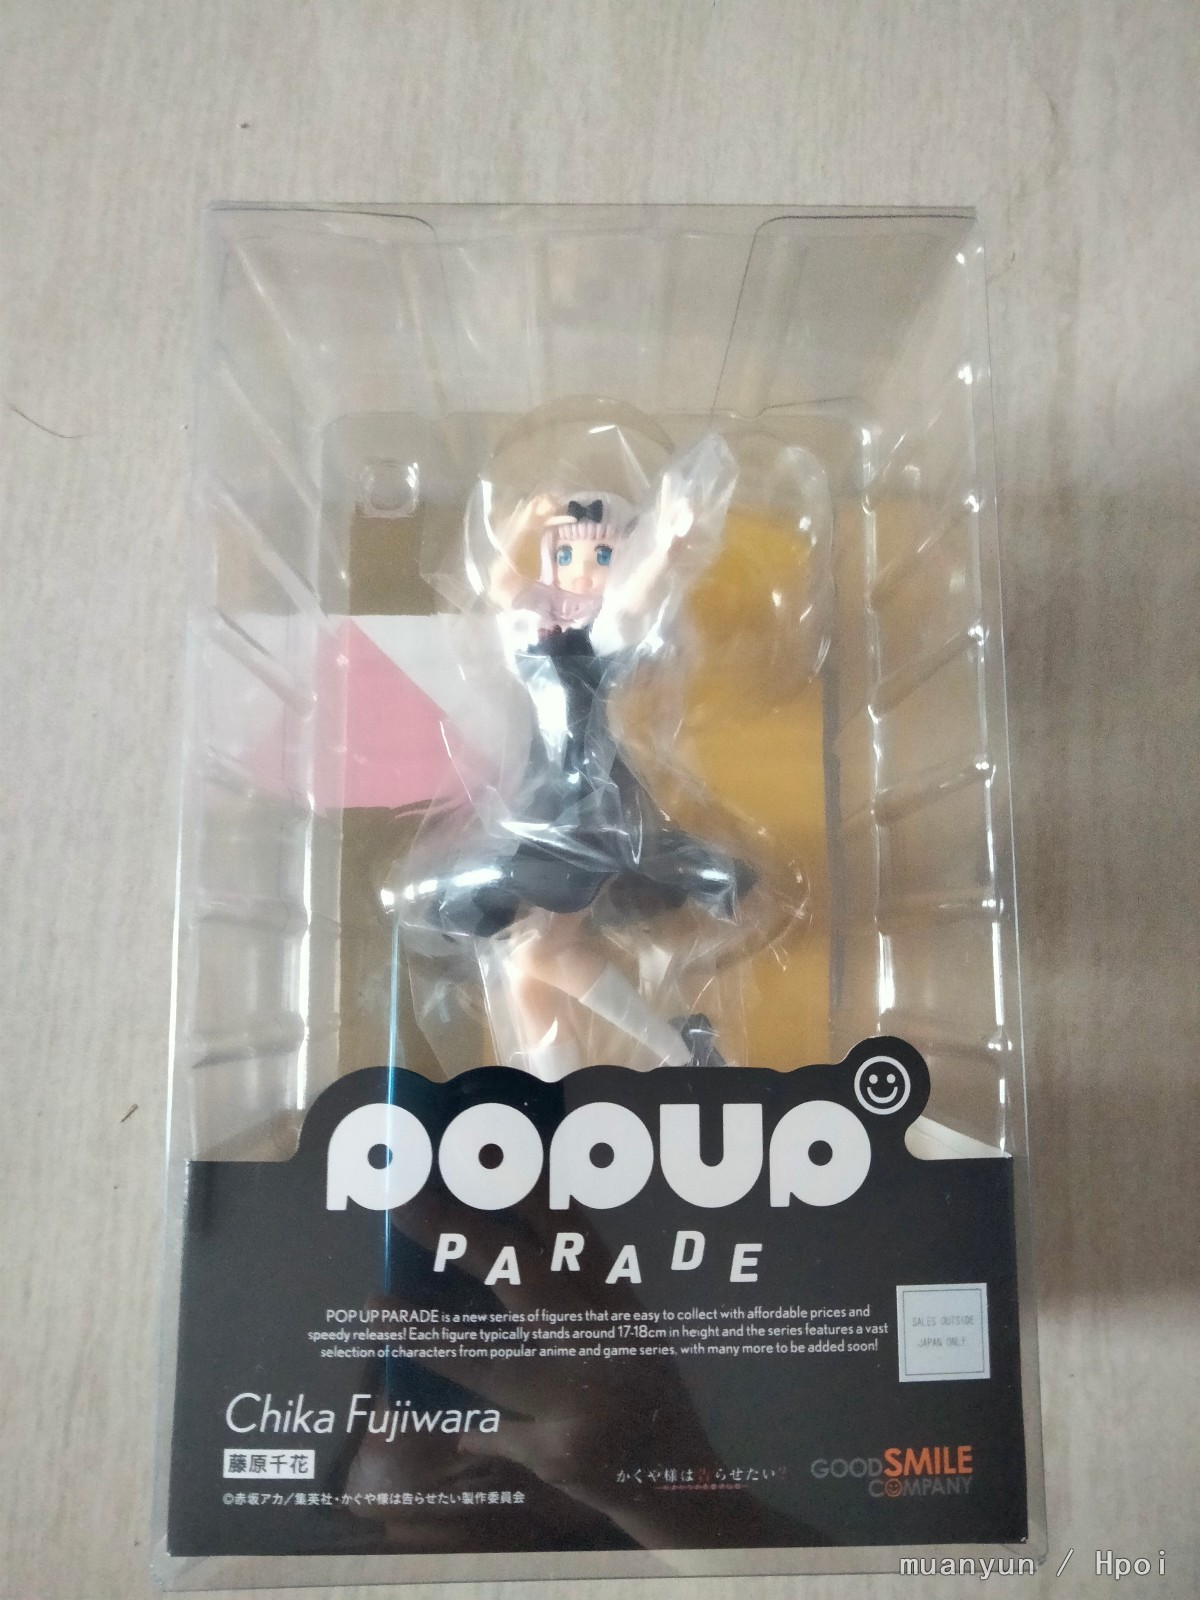 POPUP
PARADE
POP UP PARADE is a new series of figures that are easy to collect with affordable prices and
speedy releases! Each figure typically stands around 17-18cm in height and the series features a vast
selection of characters from popular anime and game series, with many more to be added soon!
SALES OUTSIDE
JAPAN ONLY.
Chika Fujiwara
藤原千花
©赤坂アカ／集英社・かぐや様は告らせたい製作委員会
かぐや様は告らせたい?
GOOD SMILE
COMPANY
muanyun / Hpoi